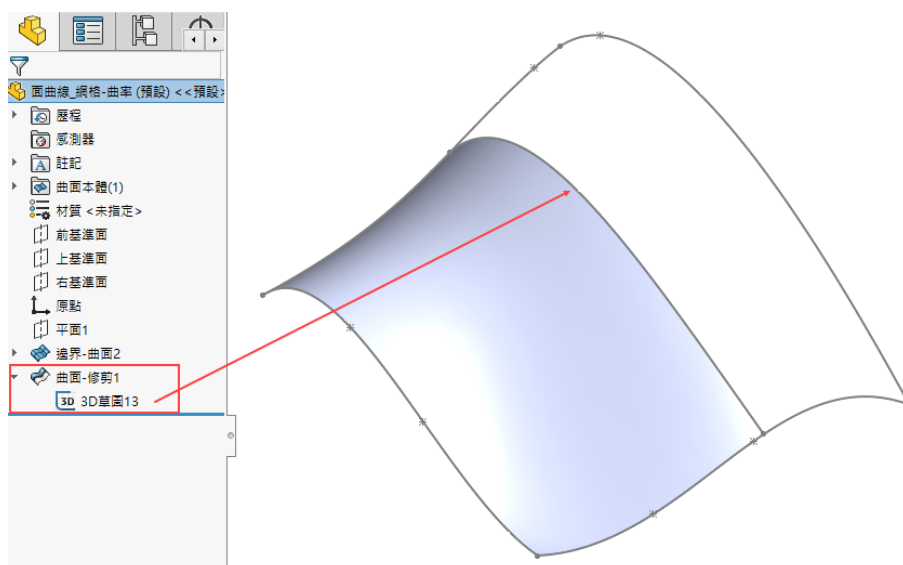 面曲線_網格-曲率 (預設) <<預設>
歷程
感測器
註記
曲面本體(1)
材質 <未指定>
前基準面
上基準面
右基準面
原點
平面1
邊界-曲面2
曲面-修剪1
3D 3D草圖13